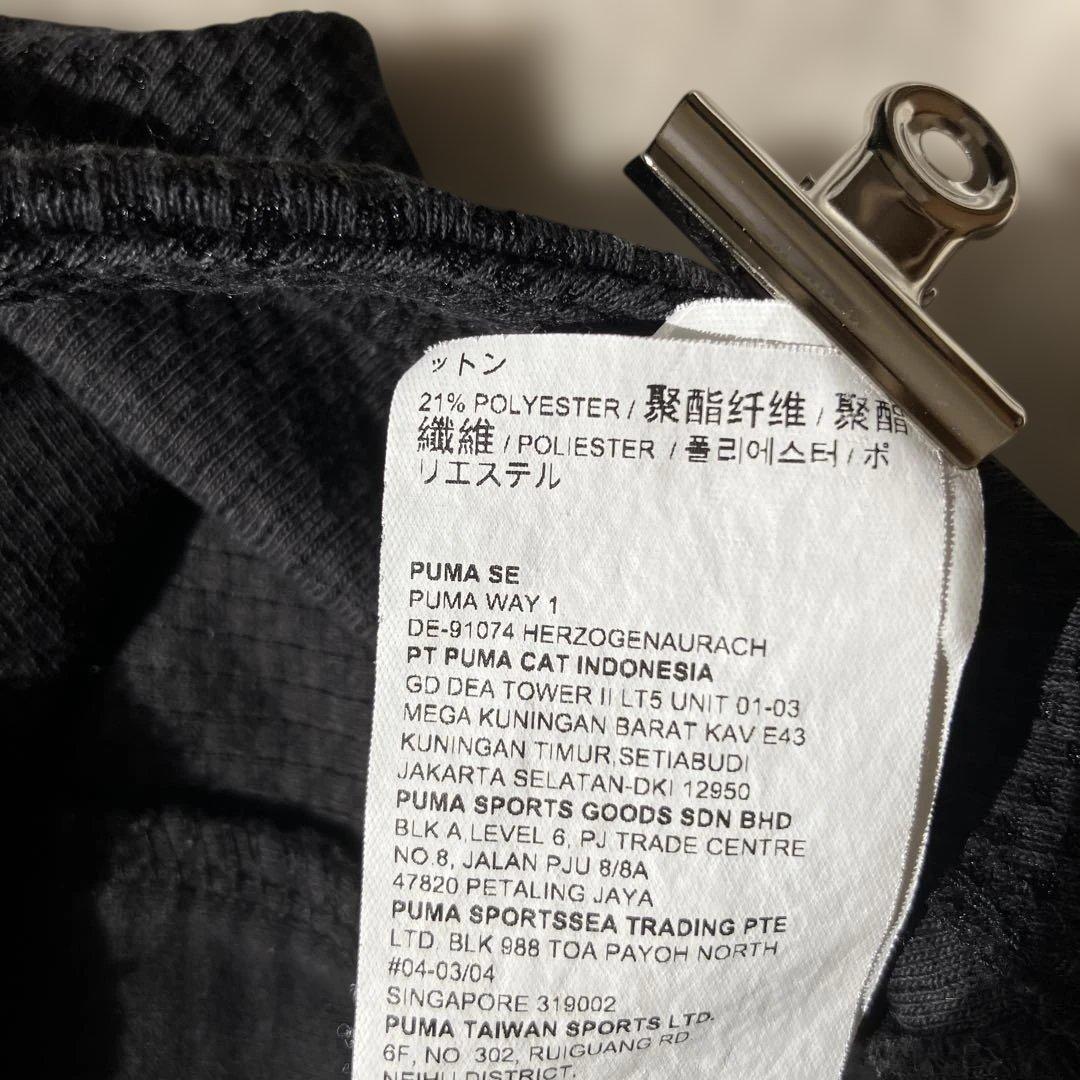 ットン
21% POLYESTER / 聚酯纤维 / 聚酯
纖維 / POLIESTER / 폴리에스터 / ポ
リエステル
PUMA SE
PUMA WAY 1
DE-91074 HERZOGENAURACH
PT PUMA CAT INDONESIA
GD DEA TOWER II LT5 UNIT 01-03
MEGA KUNINGAN BARAT KAV E43
KUNINGAN TIMUR,SETIABUDI
JAKARTA SELATAN-DKI 12950
PUMA SPORTS GOODS SDN BHD
BLK A,LEVEL 6, PJ TRADE CENTRE
NO.8, JALAN PJU 8/8A
47820 PETALING JAYA
PUMA SPORTSSEA TRADING PTE
LTD. BLK 988 TOA PAYOH NORTH
#04-03/04
SINGAPORE 319002
PUMA TAIWAN SPORTS LTD.
6F, NO. 302, RUIGUANG RD
NEIHU DISTRICT,